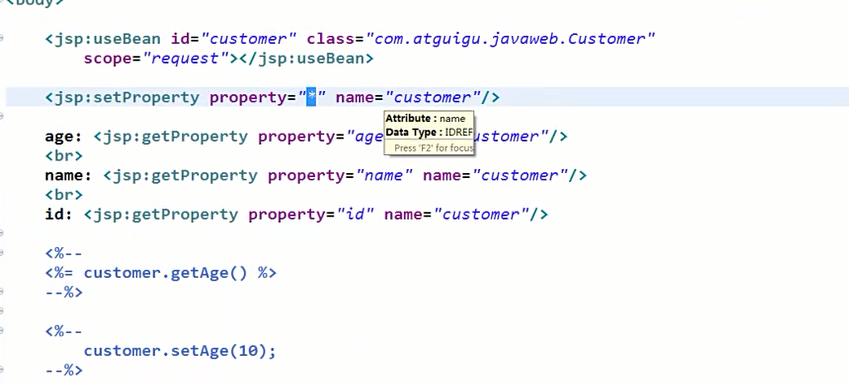 <body>
<jsp:useBean id="customer" class="com.atguigu.javaweb.Customer"
scope="request"></jsp:useBean>
<jsp:setProperty property="*" name="customer"/>
Attribute : name
Data Type : IDREF
Press 'F2' for focus
age: <jsp:getProperty property="age customer"/>
<br>
name: <jsp:getProperty property="name" name="customer"/>
<br>
id: <jsp:getProperty property="id" name="customer"/>
<%--
<%= customer.getAge() %>
--%>
<%--
customer.setAge(10);
--%>